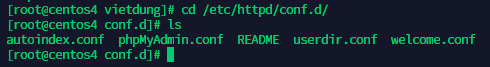 [root@centos4 vietdung]# cd /etc/httpd/conf.d/
[root@centos4 conf.d]# ls
autoindex.conf  phpMyAdmin.conf  README  userdir.conf  welcome.conf
[root@centos4 conf.d]#